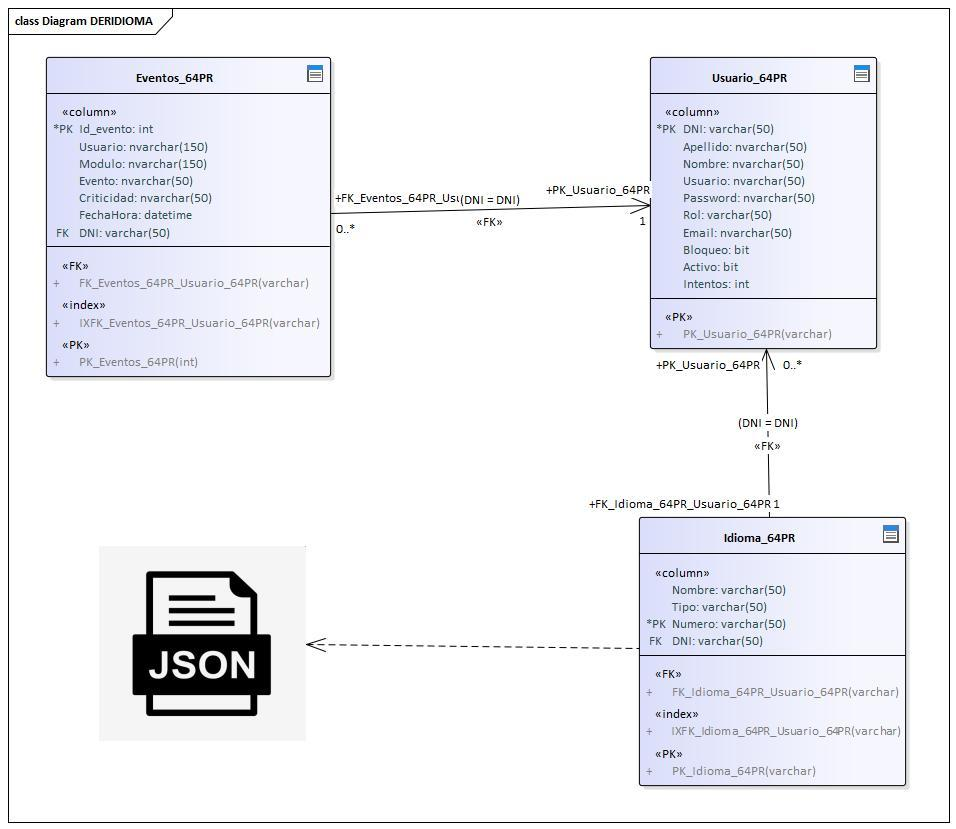 class Diagram DERIDIOMA
Eventos_64PR
«column»
*PK Id_evento: int
Usuario: nvarchar(150)
Modulo: nvarchar(150)
Evento: nvarchar(50)
Criticidad: nvarchar(50)
FechaHora: datetime
FK DNI: varchar(50)
«FK»
+ FK_Eventos_64PR_Usuario_64PR(varchar)
«index»
+ IXFK_Eventos_64PR_Usuario_64PR(varchar)
«PK»
+ PK_Eventos_64PR(int)
+FK_Eventos_64PR_Usu
(DNI = DNI)
+PK_Usuario_64PR
0..*
«FK»
1
Usuario_64PR
«column»
*PK DNI: varchar(50)
Apellido: nvarchar(50)
Nombre: nvarchar(50)
Usuario: nvarchar(50)
Password: nvarchar(50)
Rol: varchar(50)
Email: nvarchar(50)
Bloqueo: bit
Activo: bit
Intentos: int
«PK»
+ PK_Usuario_64PR(varchar)
+PK_Usuario_64PR
0..*
(DNI = DNI)
«FK»
+FK_Idioma_64PR_Usuario_64PR
1
Idioma_64PR
«column»
Nombre: varchar(50)
Tipo: varchar(50)
*PK Numero: varchar(50)
FK DNI: varchar(50)
«FK»
+ FK_Idioma_64PR_Usuario_64PR(varchar)
«index»
+ IXFK_Idioma_64PR_Usuario_64PR(varchar)
«PK»
+ PK_Idioma_64PR(varchar)
JSON